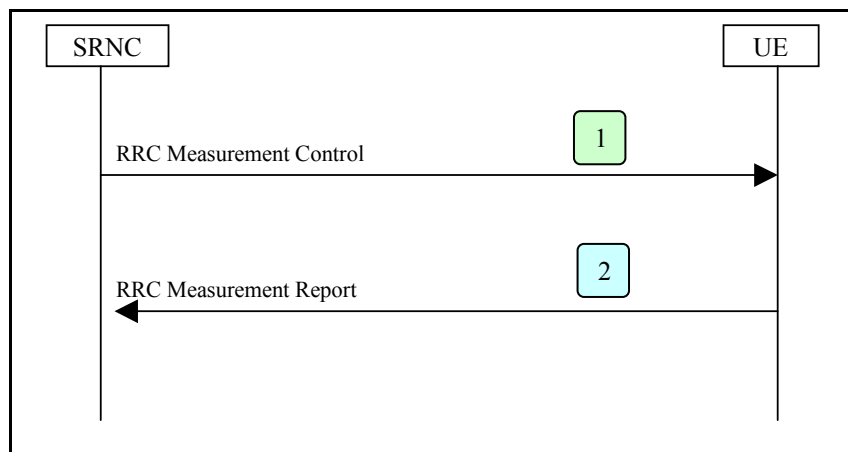 SRNC
UE
1
RRC Measurement Control
2
RRC Measurement Report